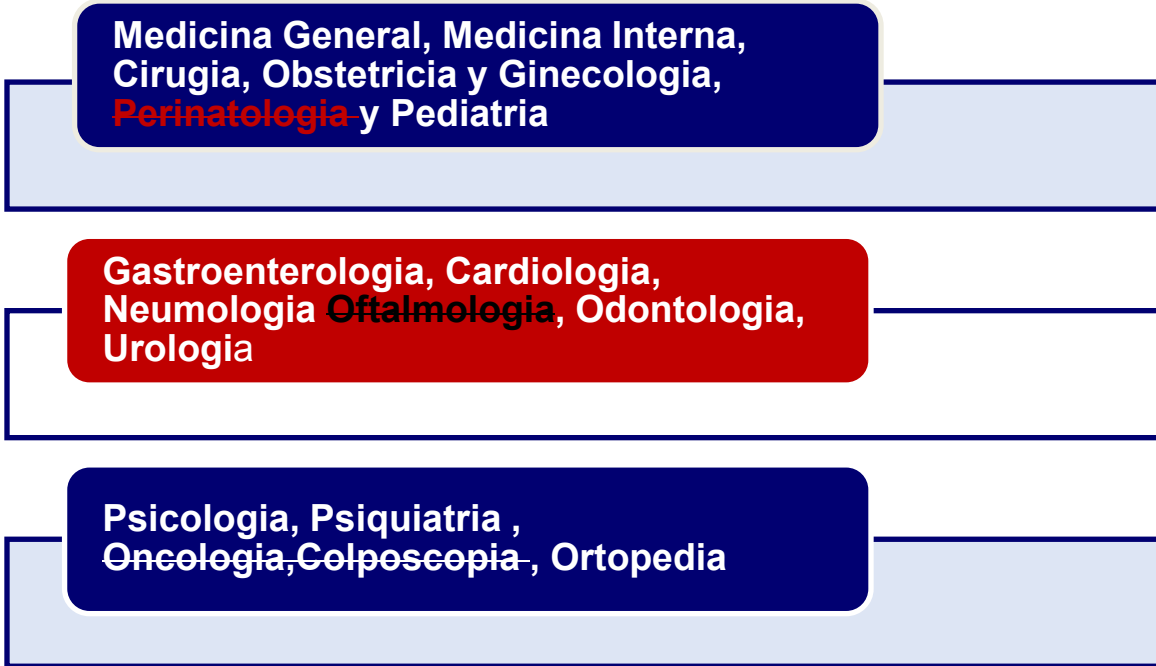 Medicina General, Medicina Interna,
Cirugia, Obstetricia y Ginecologia,
Perinatologia y Pediatria
Gastroenterologia, Cardiologia,
Neumologia Oftalmologia, Odontologia,
Urologia
Psicologia, Psiquiatria ,
Oncologia,Colposcopia , Ortopedia